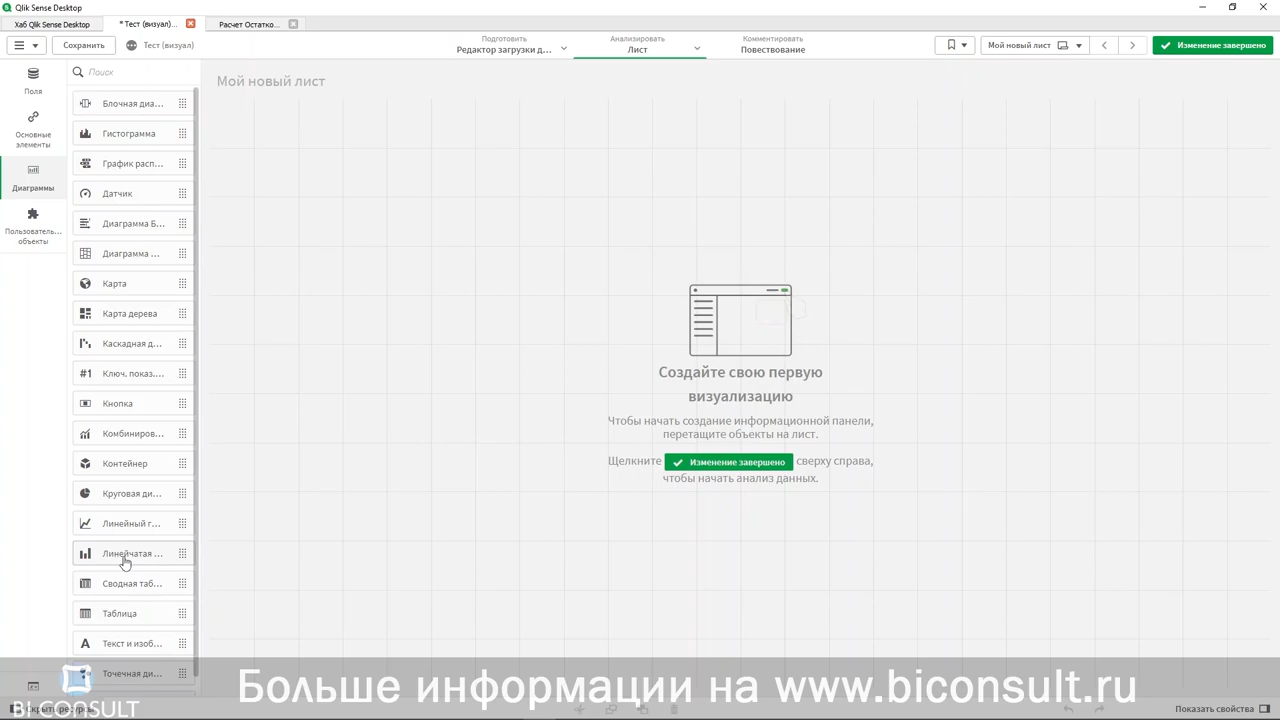 Qlik Sense Desktop
Хаб Qlik Sense Desktop
* Тест (визуал)...
Расчет Остатко...
Сохранить
Тест (визуал)
Подготовить
Редактор загрузки д...
Анализировать
Лист
Комментировать
Повествование
Мой новый лист
Изменение завершено
Поля
Основные
элементы
Диаграммы
Пользователь...
объекты
Поиск
Блочная диа...
Гистограмма
График расп...
Датчик
Диаграмма Б...
Диаграмма ...
Карта
Карта дерева
Каскадная д...
#1 Ключ. показ....
Кнопка
Комбиниров...
Контейнер
Круговая ди...
Линейный г...
Линейчатая ...
Сводная таб...
Таблица
A Текст и изоб...
Точечная ди...
Мой новый лист
Создайте свою первую
визуализацию
Чтобы начать создание информационной панели,
перетащите объекты на лист.
Щелкните Изменение завершено сверху справа,
чтобы начать анализ данных.
Больше информации на www.biconsult.ru
BI CONSULT
Показать свойства